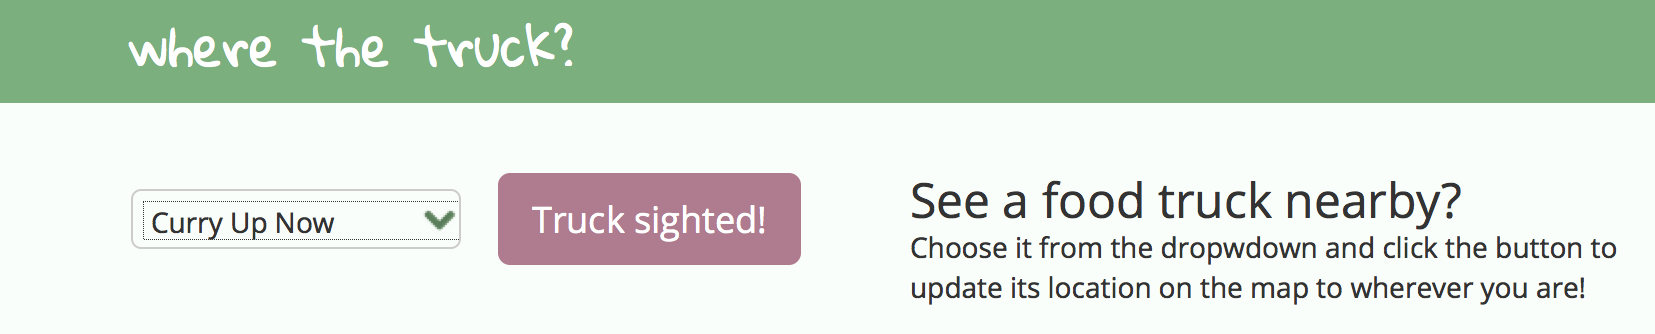 where the truck?
Curry Up Now
Truck sighted!
See a food truck nearby?
Choose it from the dropwdown and click the button to
update its location on the map to wherever you are!